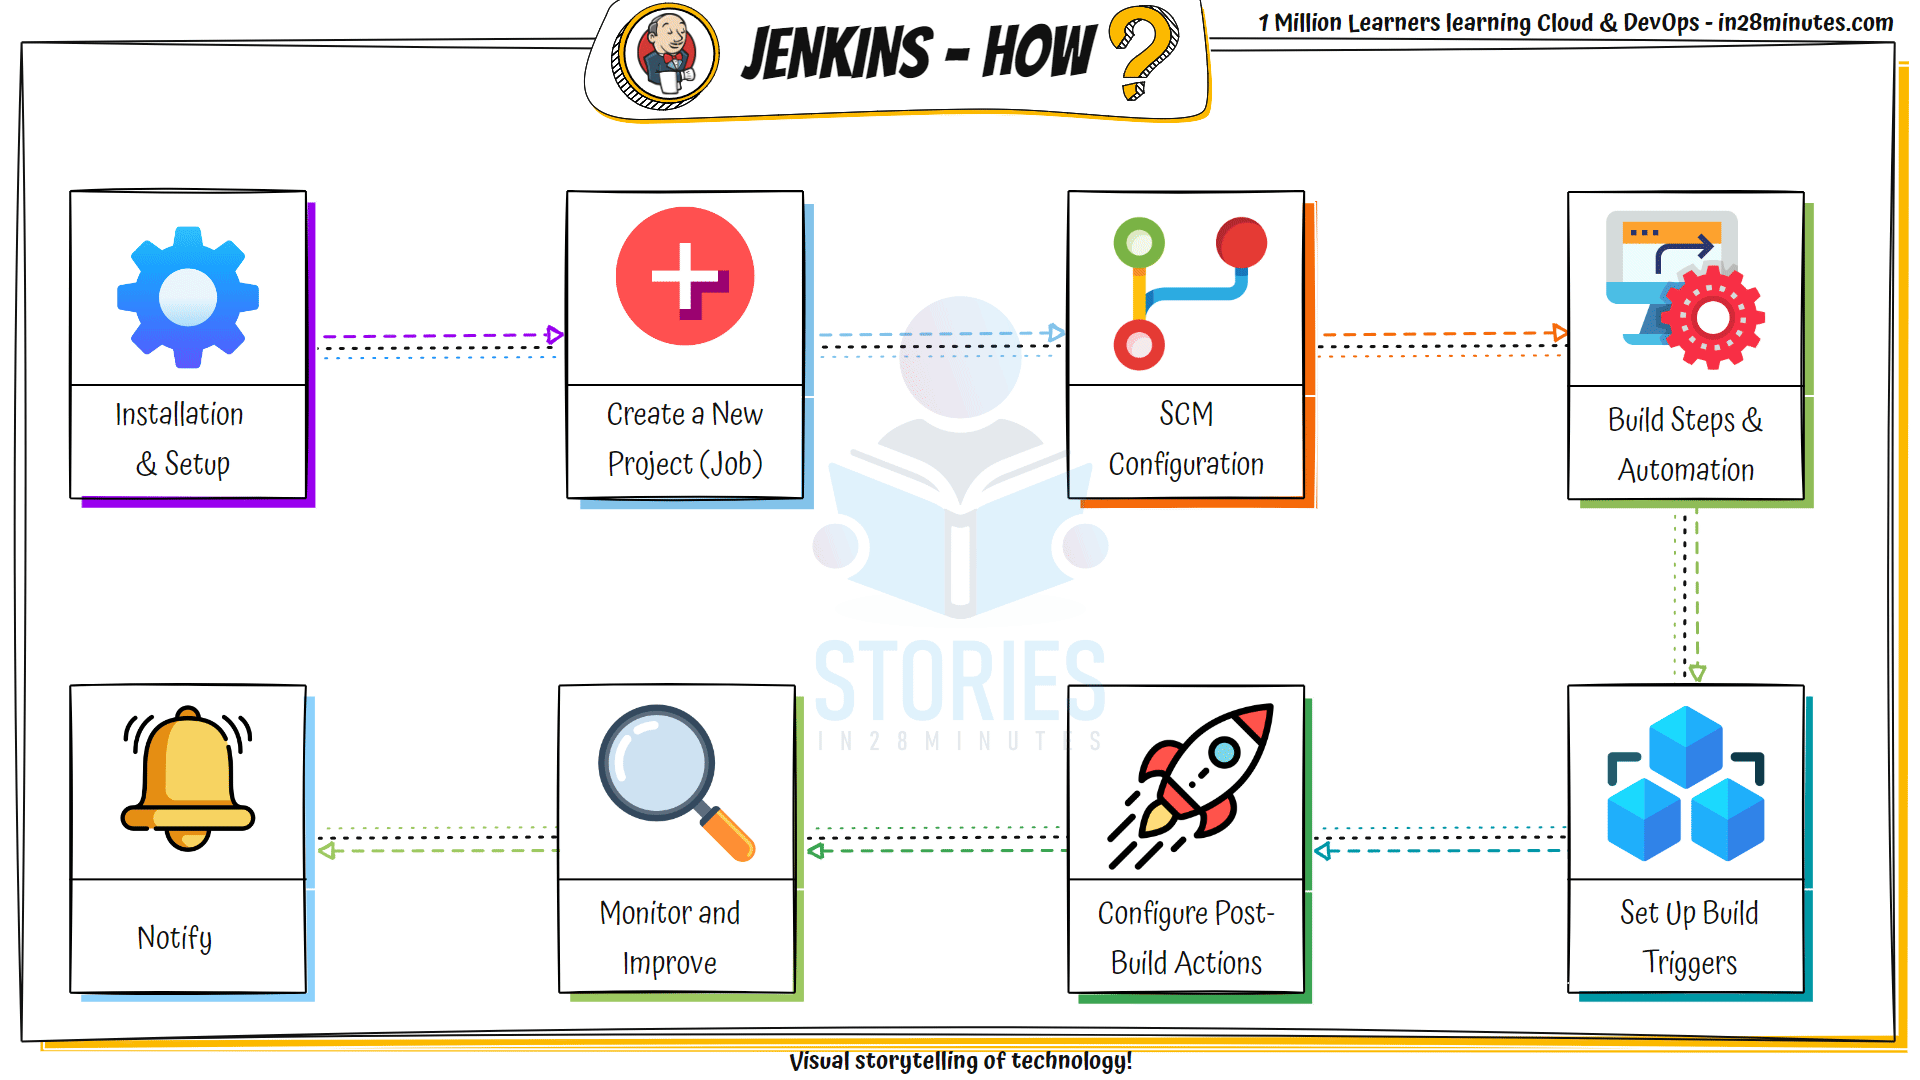 1 Million Learners learning Cloud & DevOps - in28minutes.com
JENKINS - HOW ?
Installation
& Setup
Create a New
Project (Job)
SCM
Configuration
Build Steps &
Automation
Set Up Build
Triggers
Configure Post-
Build Actions
Monitor and
Improve
Notify
STORIES
IN28MINUTES
Visual storytelling of technology!